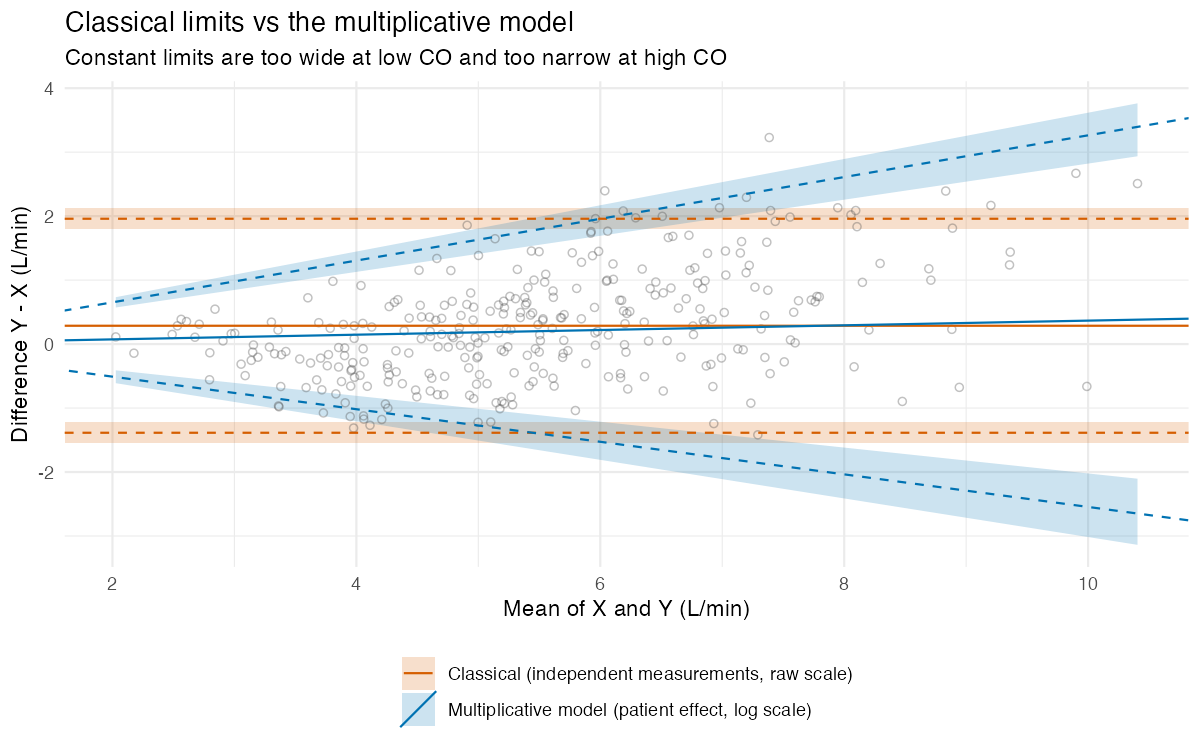 Classical limits vs the multiplicative model
Constant limits are too wide at low CO and too narrow at high CO
4
2
0
-2
Difference Y - X (L/min)
2 4 6 8 10
Mean of X and Y (L/min)
Classical (independent measurements, raw scale)
Multiplicative model (patient effect, log scale)